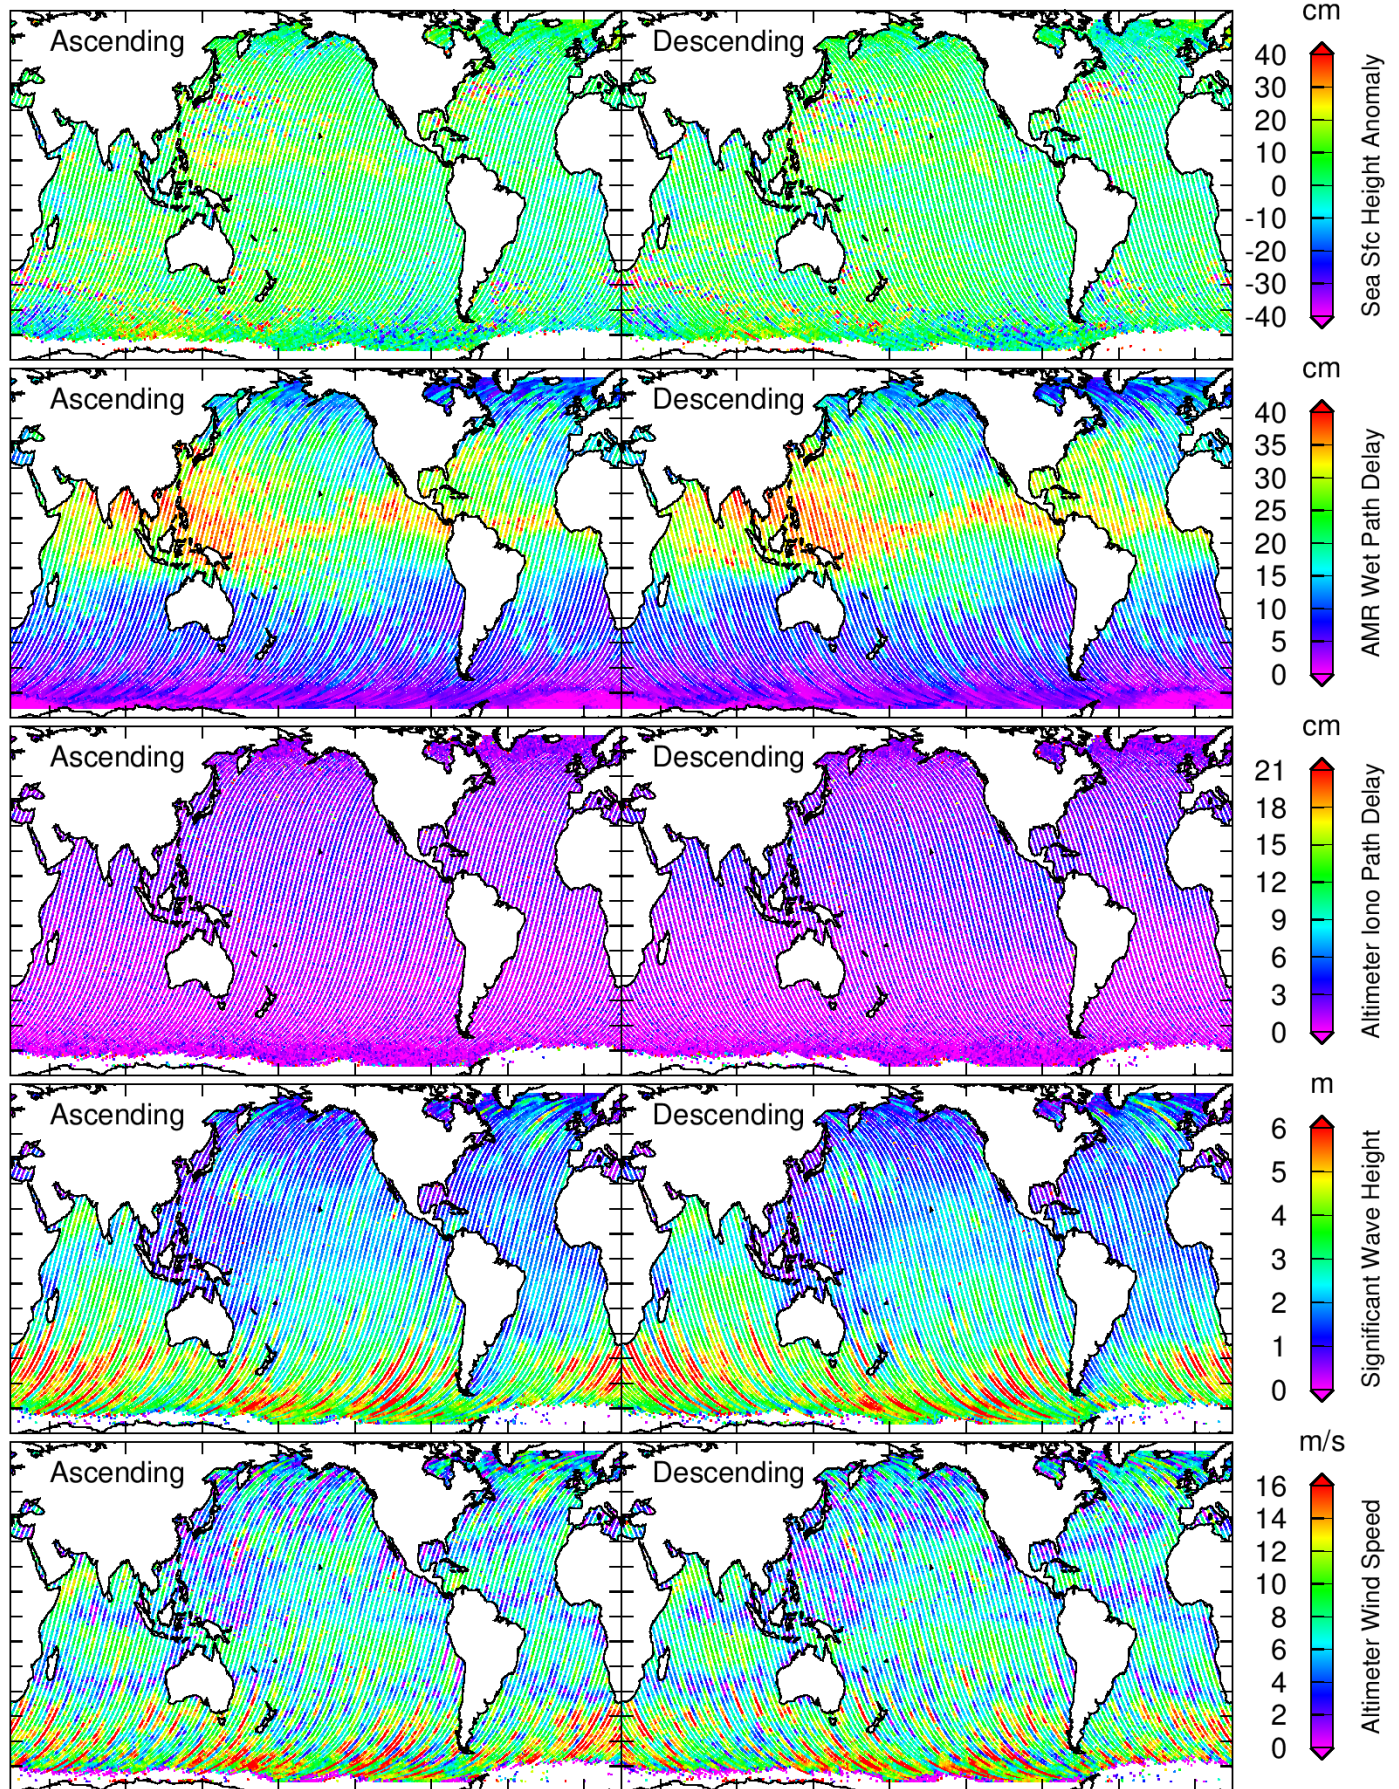 cm
Ascending
Descending
40
30
20
10
0
-10
-20
-30
-40
Sea Sfc Height Anomaly
cm
Ascending
Descending
40
35
30
25
20
15
10
5
0
AMR Wet Path Delay
cm
Ascending
Descending
21
18
15
12
9
6
3
0
Altimeter Iono Path Delay
m
Ascending
Descending
6
5
4
3
2
1
0
Significant Wave Height
m/s
Ascending
Descending
16
14
12
10
8
6
4
2
0
Altimeter Wind Speed